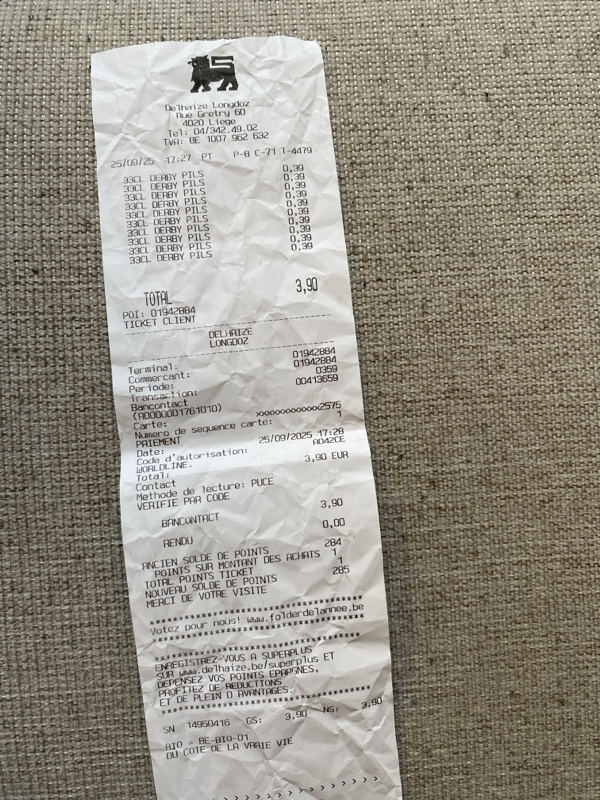 Delhaize Longdoz
Rue Gretry 60
4020 Liege
Tel: 04/342.49.02
TVA: BE 1007 962 632
25/09/25 17:27 PT P-8 C-71 T-4479
33CL DERBY PILS 0,39
33CL DERBY PILS 0,39
33CL DERBY PILS 0,39
33CL DERBY PILS 0,39
33CL DERBY PILS 0,39
33CL DERBY PILS 0,39
33CL DERBY PILS 0,39
33CL DERBY PILS 0,39
33CL DERBY PILS 0,39
33CL DERBY PILS 0,39
TOTAL 3,90
POI: 01942884
TICKET CLIENT
DELHAIZE
LONGDOZ
Terminal: 01942884
Commercant: 01942884
Periode: 0359
Transaction: 00413659
Bancontact
(A0000001761010)
Carte: xxxxxxxxxxxx2575
Numero de sequence carte: 1
PAIEMENT
Date: 25/09/2025 17:28
Code d'autorisation: A042CE
WORLDLINE.
Total: 3,90 EUR
Contact
Methode de lecture: PUCE
VERIFIE PAR CODE
BANCONTACT 3,90
RENDU 0,00
ANCIEN SOLDE DE POINTS 284
POINTS SUR MONTANT DES ACHATS 1
TOTAL POINTS TICKET 1
NOUVEAU SOLDE DE POINTS 285
MERCI DE VOTRE VISITE
************************************
Votez pour nous! www.folderdelannee.be
************************************
************************************
ENREGISTREZ-VOUS A SUPERPLUS
SUR www.delhaize.be/superplus ET
DEPENSEZ VOS POINTS EPARGNES,
PROFITEZ DE REDUCTIONS
ET DE PLEIN D AVANTAGES.
************************************
SN 14950416 GS: 3,90 NS: 3,90
BIO = BE-BIO-01
DU COTE DE LA VRAIE VIE